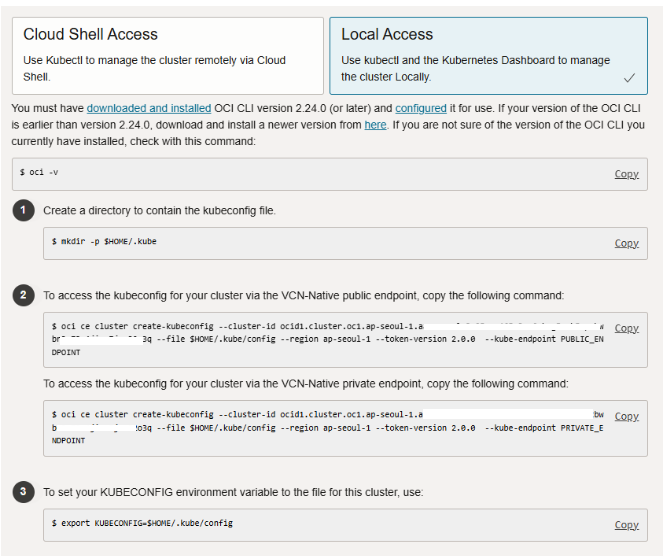 Cloud Shell Access
Use Kubectl to manage the cluster remotely via Cloud
Shell.
Local Access
Use kubectl and the Kubernetes Dashboard to manage
the cluster Locally.
You must have downloaded and installed OCI CLI version 2.24.0 (or later) and configured it for use. If your version of the OCI CLI
is earlier than version 2.24.0, download and install a newer version from here. If you are not sure of the version of the OCI CLI you
currently have installed, check with this command:
$ oci -v
Copy
1
Create a directory to contain the kubeconfig file.
$ mkdir -p $HOME/.kube
Copy
2
To access the kubeconfig for your cluster via the VCN-Native public endpoint, copy the following command:
$ oci ce cluster create-kubeconfig --cluster-id ocid1.cluster.oc1.ap-seoul-1.a
3q --file $HOME/.kube/config --region ap-seoul-1 --token-version 2.0.0 --kube-endpoint PUBLIC_EN
DPOINT
Copy
To access the kubeconfig for your cluster via the VCN-Native private endpoint, copy the following command:
$ oci ce cluster create-kubeconfig --cluster-id ocid1.cluster.oc1.ap-seoul-1.a bw
b o3q --file $HOME/.kube/config --region ap-seoul-1 --token-version 2.0.0 --kube-endpoint PRIVATE_E
NDPOINT
Copy
3
To set your KUBECONFIG environment variable to the file for this cluster, use:
$ export KUBECONFIG=$HOME/.kube/config
Copy